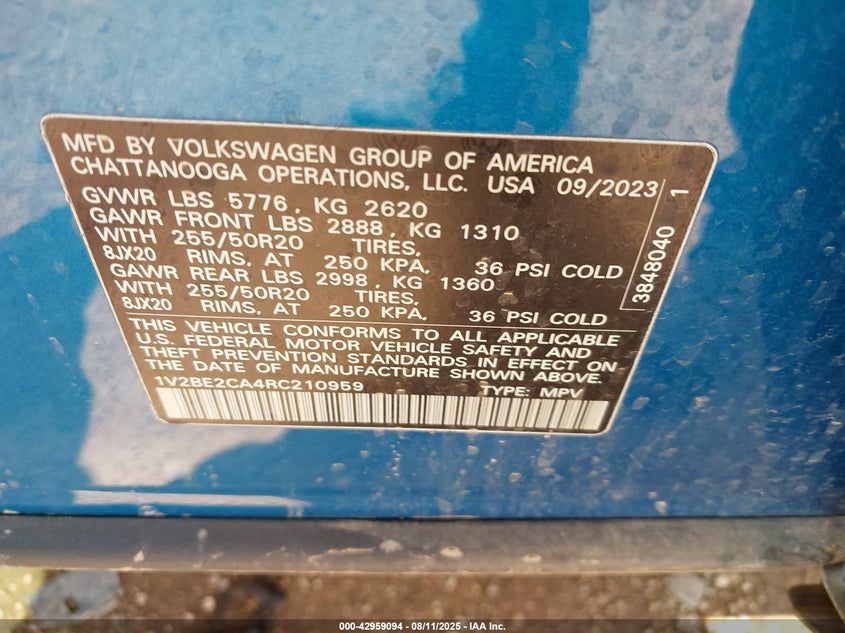 MFD BY VOLKSWAGEN GROUP OF AMERICA
CHATTANOOGA OPERATIONS, LLC. USA 09/2023
GVWR LBS 5776, KG 2620
GAWR FRONT LBS 2888, KG 1310
WITH 255/50R20 TIRES,
8JX20 RIMS, AT 250 KPA, 36 PSI COLD
GAWR REAR LBS 2998, KG 1360
WITH 255/50R20 TIRES,
8JX20 RIMS, AT 250 KPA, 36 PSI COLD
3848040 1
THIS VEHICLE CONFORMS TO ALL APPLICABLE
U.S. FEDERAL MOTOR VEHICLE SAFETY AND
THEFT PREVENTION STANDARDS IN EFFECT ON
THE DATE OF MANUFACTURE SHOWN ABOVE.
1V2BE2CA4RC210959 TYPE: MPV
000-42959094 - 08/11/2025 - IAA Inc.